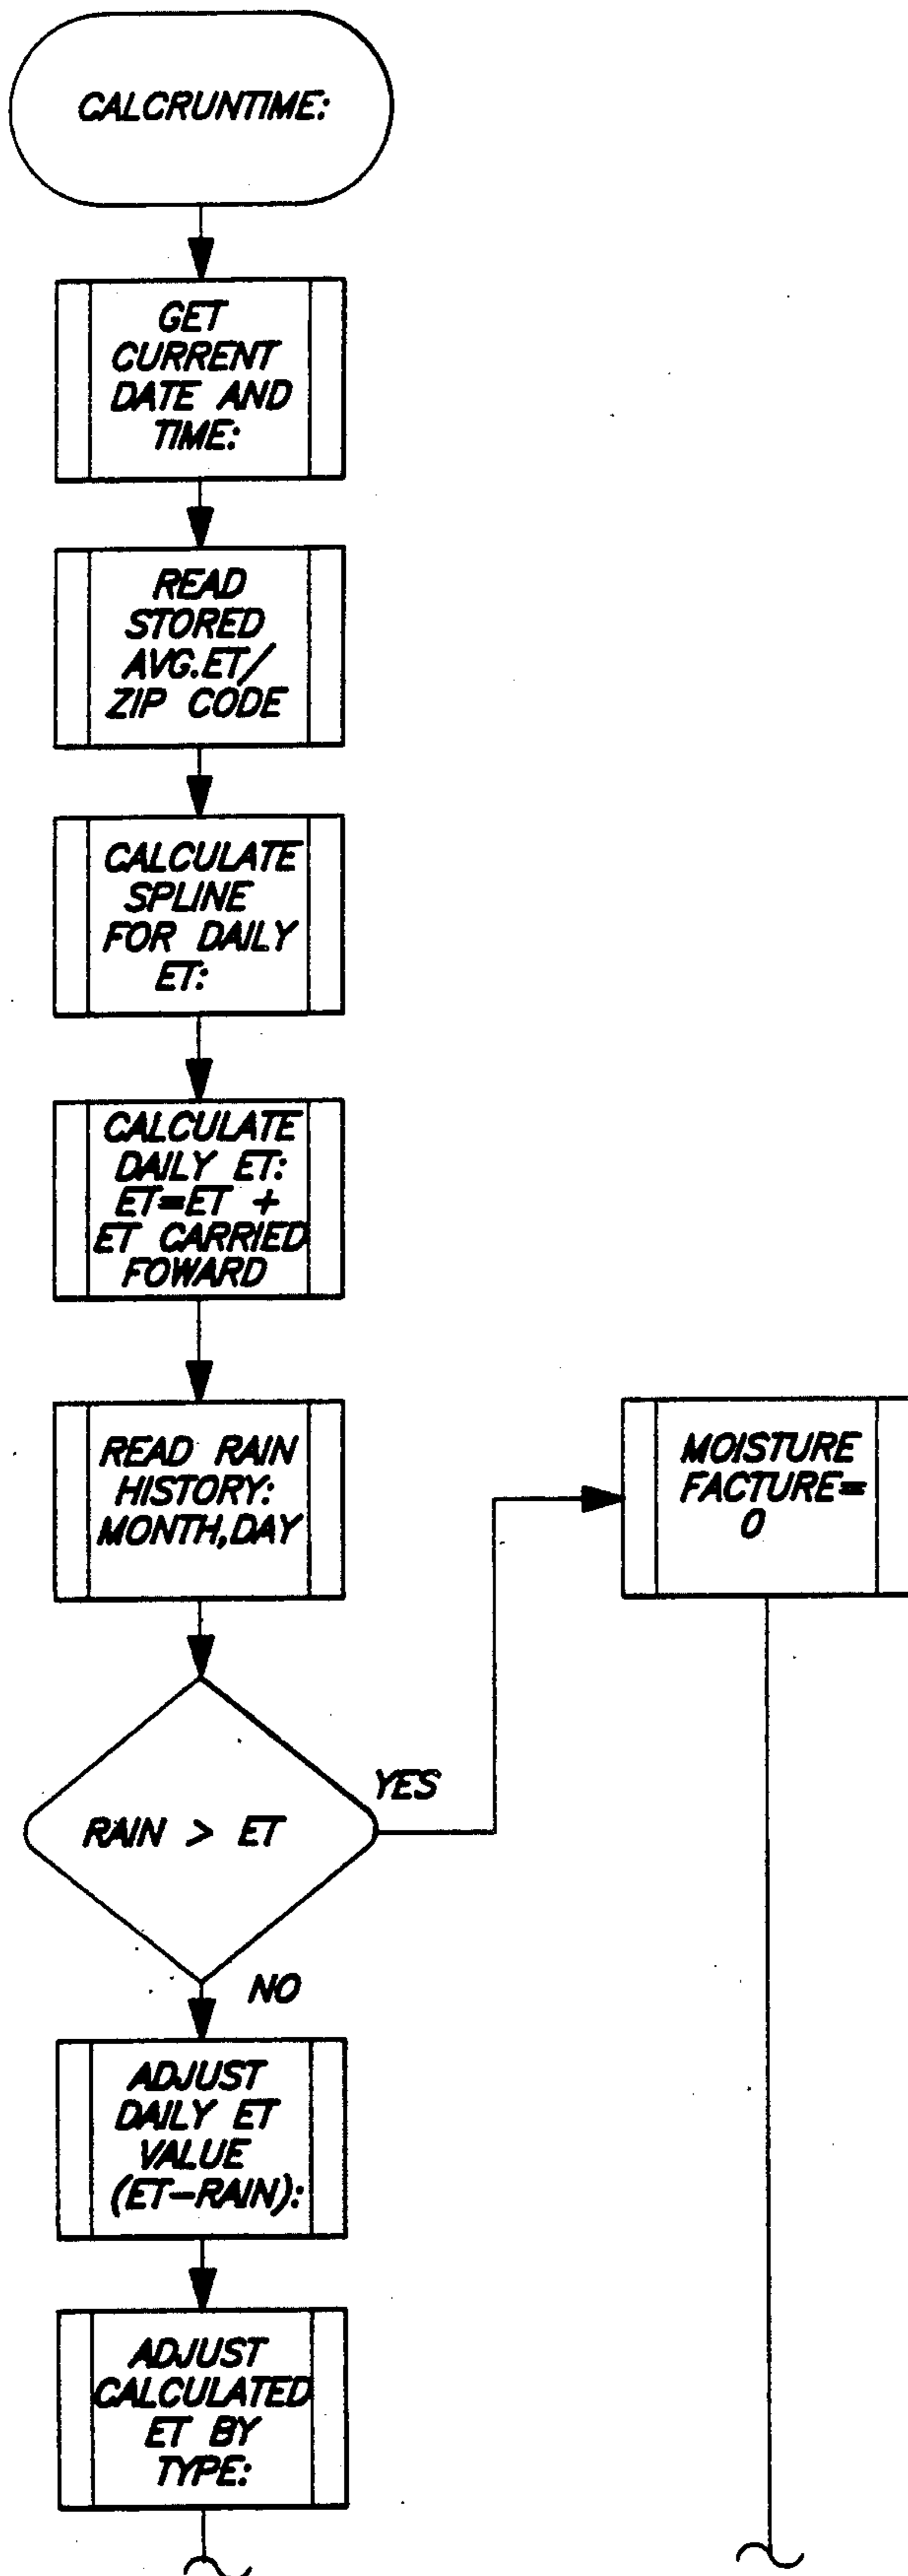 CALCRUNTIME:
GET
CURRENT
DATE AND
TIME:
READ
STORED
AVG.ET/
ZIP CODE
CALCULATE
SPLINE
FOR DAILY
ET:
CALCULATE
DAILY ET:
ET=ET +
ET CARRIED
FOWARD
READ RAIN
HISTORY:
MONTH,DAY
MOISTURE
FACTURE=
0
RAIN > ET
YES
NO
ADJUST
DAILY ET
VALUE
(ET-RAIN):
ADJUST
CALCULATED
ET BY
TYPE: